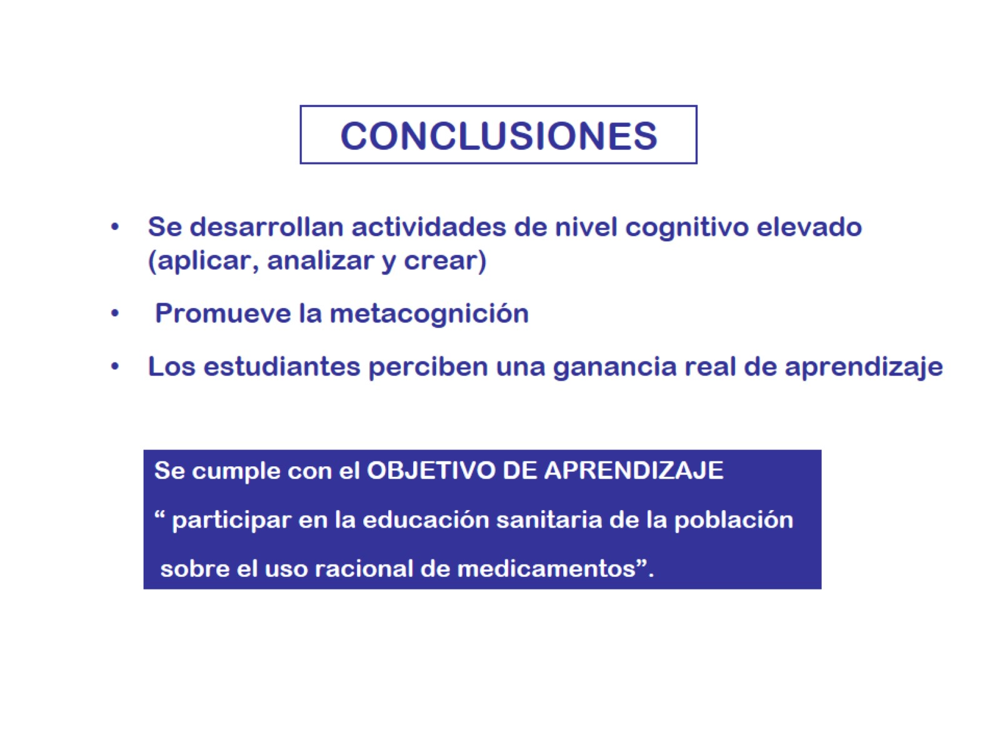 CONCLUSIONES
• Se desarrollan actividades de nivel cognitivo elevado
(aplicar, analizar y crear)
• Promueve la metacognición
• Los estudiantes perciben una ganancia real de aprendizaje
Se cumple con el OBJETIVO DE APRENDIZAJE
“ participar en la educación sanitaria de la población
sobre el uso racional de medicamentos”.